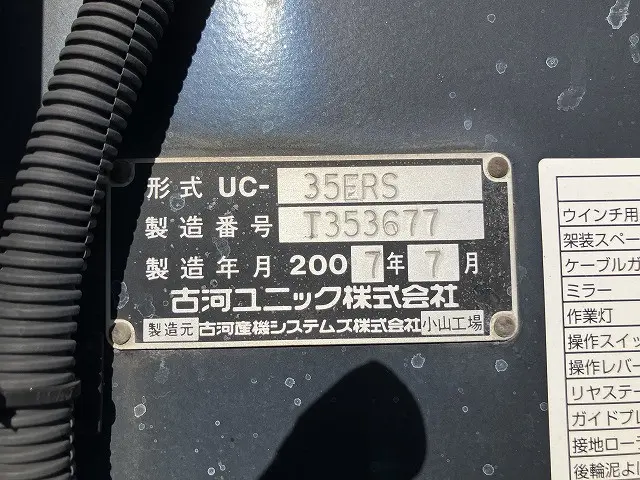 形式 UC- 35ERS
製造番号 T353677
製造年月 2007年7月
古河ユニック株式会社
製造元 古河産機システムズ株式会社 小山工場
ウインチ用
架装スペー
ケーブルガ
ミラー
作業灯
操作スイッ
操作レバー
リヤステー
ガイドプレ
接地ロー
後輪泥よ